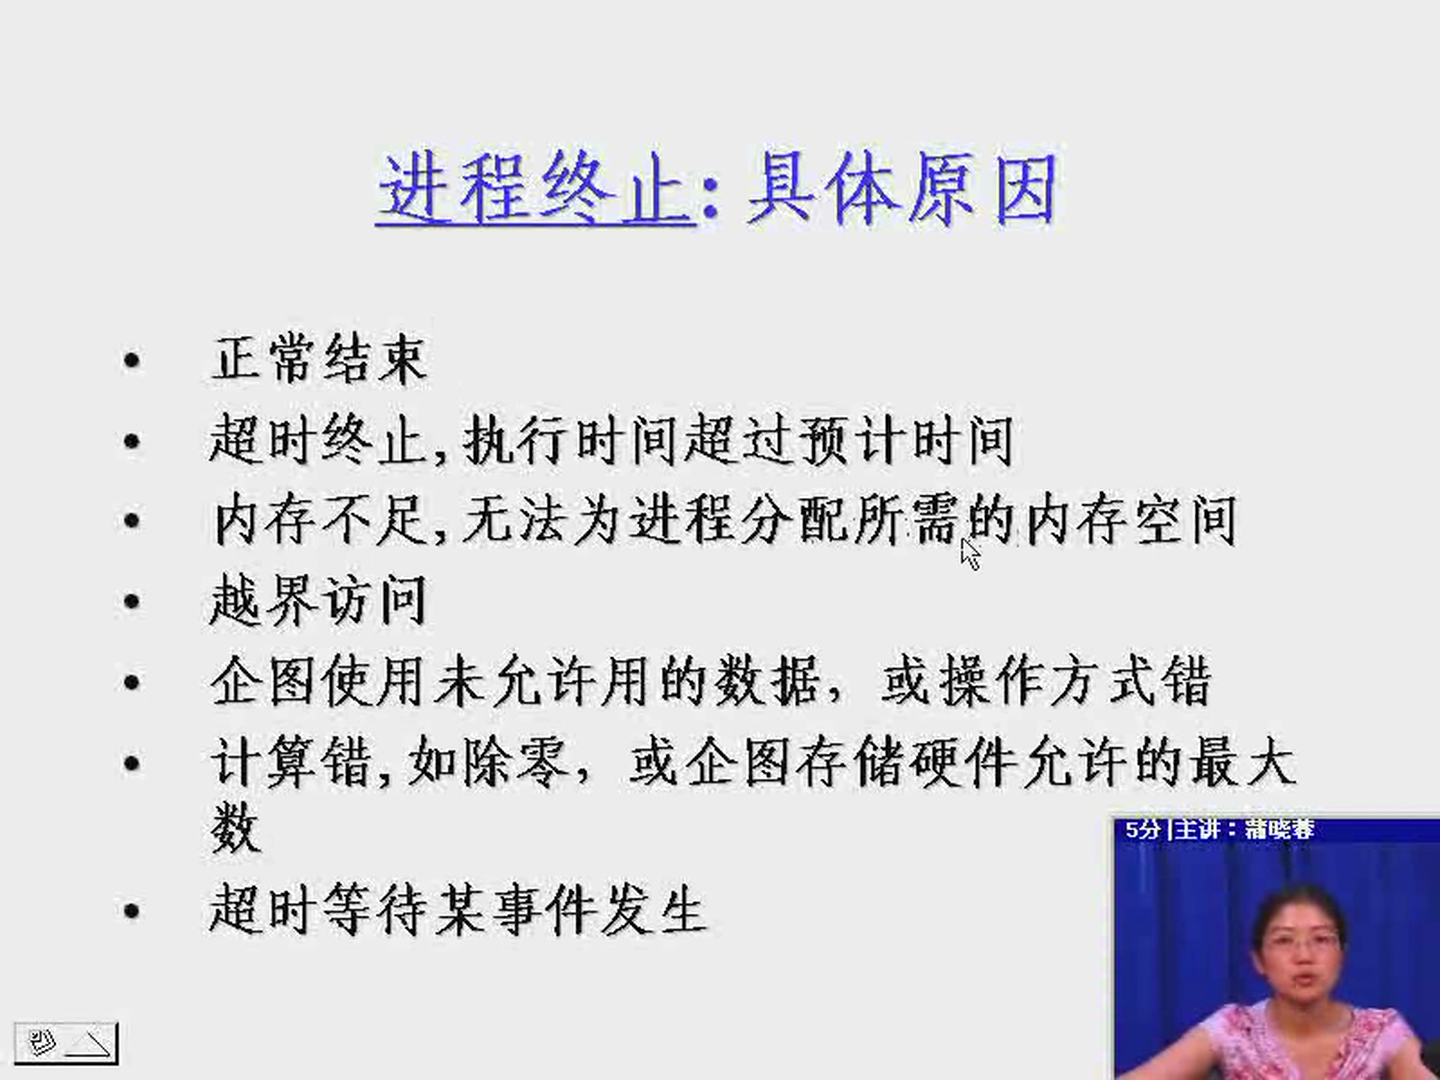 进程终止:具体原因
• 正常结束
• 超时终止,执行时间超过预计时间
• 内存不足,无法为进程分配所需的内存空间
• 越界访问
• 企图使用未允许用的数据，或操作方式错
• 计算错,如除零，或企图存储硬件允许的最大
数
• 超时等待某事件发生
5分|主讲：蒲晓蓉